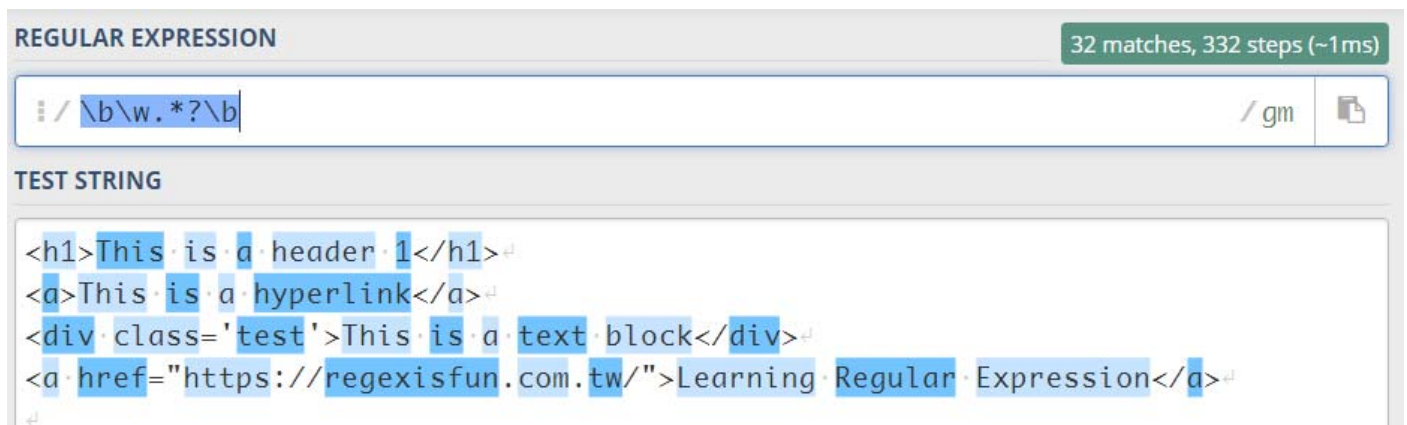 REGULAR EXPRESSION
32 matches, 332 steps (~1ms)
/ \b\w.*?\b / gm
TEST STRING
<h1>This is a header 1</h1>
<a>This is a hyperlink</a>
<div class='test'>This is a text block</div>
<a href="https://regexisfun.com.tw/">Learning Regular Expression</a>